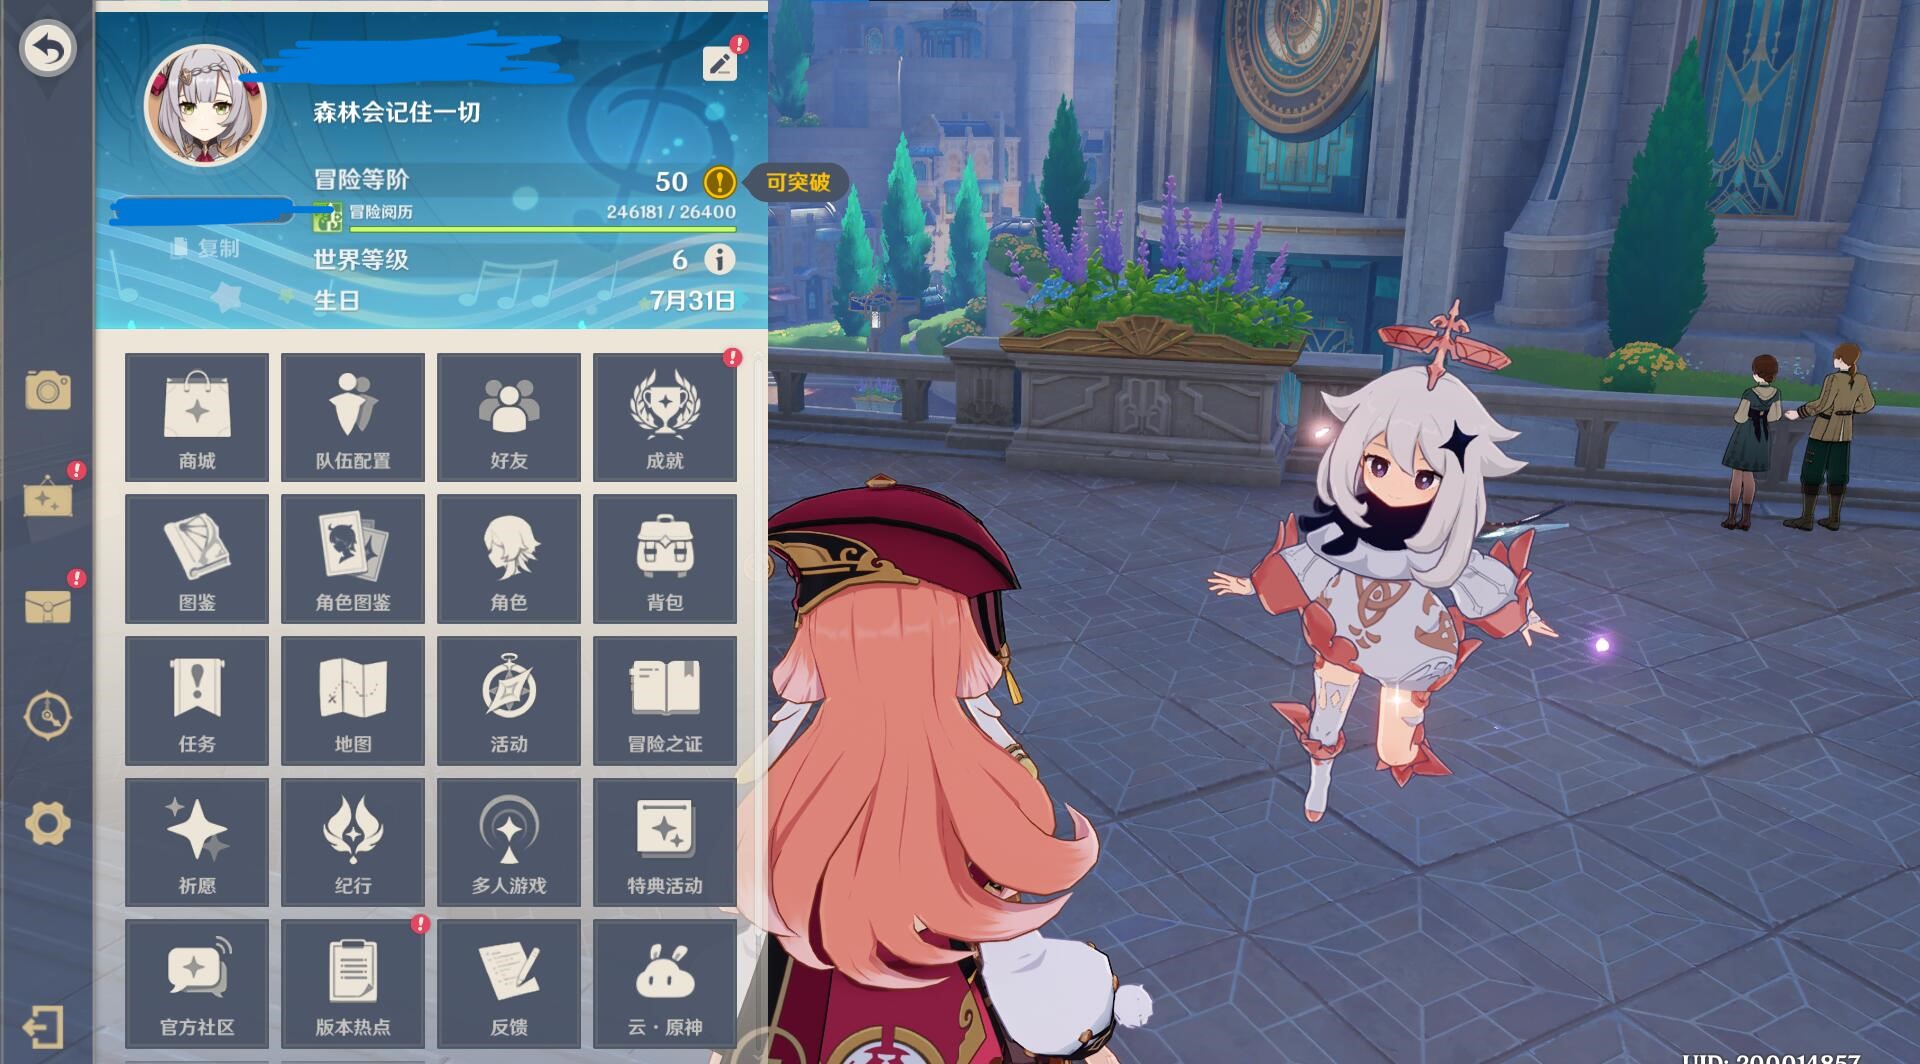 森林会记住一切
冒险等阶 50 可突破
冒险阅历 246181 / 26400
复制
世界等级 6
生日 7月31日
商城 队伍配置 好友 成就
图鉴 角色图鉴 角色 背包
任务 地图 活动 冒险之证
祈愿 纪行 多人游戏 特典活动
官方社区 版本热点 反馈 云·原神
UID: 200014857